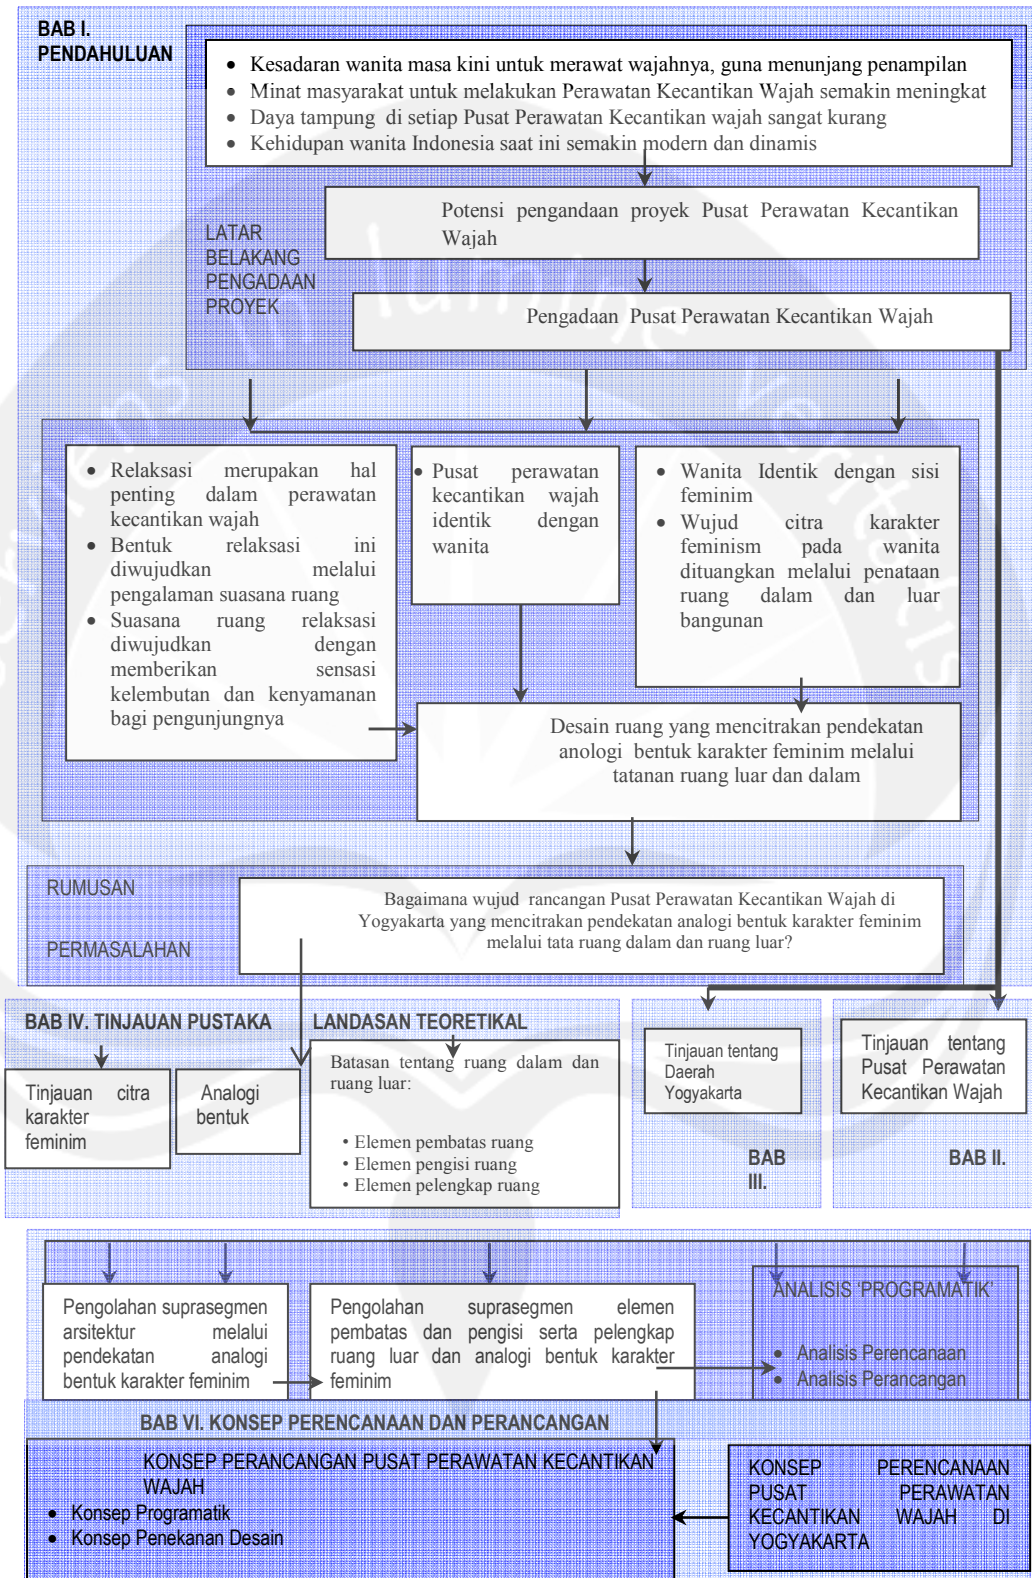 BAB I.
PENDAHULUAN
• Kesadaran wanita masa kini untuk merawat wajahnya, guna menunjang penampilan
• Minat masyarakat untuk melakukan Perawatan Kecantikan Wajah semakin meningkat
• Daya tampung di setiap Pusat Perawatan Kecantikan wajah sangat kurang
• Kehidupan wanita Indonesia saat ini semakin modern dan dinamis
Potensi pengandaan proyek Pusat Perawatan Kecantikan
Wajah
LATAR
BELAKANG
PENGADAAN
PROYEK
Pengadaan Pusat Perawatan Kecantikan Wajah
• Relaksasi merupakan hal
penting dalam perawatan
kecantikan wajah
• Bentuk relaksasi ini
diwujudkan melalui
pengalaman suasana ruang
• Suasana ruang relaksasi
diwujudkan dengan
memberikan sensasi
kelembutan dan kenyamanan
bagi pengunjungnya
• Pusat perawatan
kecantikan wajah
identik dengan
wanita
• Wanita Identik dengan sisi
feminim
• Wujud citra karakter
feminism pada wanita
dituangkan melalui penataan
ruang dalam dan luar
bangunan
Desain ruang yang mencitrakan pendekatan
anologi bentuk karakter feminim melalui
tatanan ruang luar dan dalam
RUMUSAN
PERMASALAHAN
Bagaimana wujud rancangan Pusat Perawatan Kecantikan Wajah di
Yogyakarta yang mencitrakan pendekatan analogi bentuk karakter feminim
melalui tata ruang dalam dan ruang luar?
BAB IV. TINJAUAN PUSTAKA
LANDASAN TEORETIKAL
Tinjauan citra
karakter
feminim
Analogi
bentuk
Batasan tentang ruang dalam dan
ruang luar:
• Elemen pembatas ruang
• Elemen pengisi ruang
• Elemen pelengkap ruang
Tinjauan tentang
Daerah
Yogyakarta
BAB
III.
Tinjauan tentang
Pusat Perawatan
Kecantikan Wajah
BAB II.
Pengolahan suprasegmen
arsitektur melalui
pendekatan analogi
bentuk karakter feminim
Pengolahan suprasegmen elemen
pembatas dan pengisi serta pelengkap
ruang luar dan analogi bentuk karakter
feminim
ANALISIS ‘PROGRAMATIK’
• Analisis Perencanaan
• Analisis Perancangan
BAB VI. KONSEP PERENCANAAN DAN PERANCANGAN
KONSEP PERANCANGAN PUSAT PERAWATAN KECANTIKAN
WAJAH
• Konsep Programatik
• Konsep Penekanan Desain
KONSEP PERENCANAAN
PUSAT PERAWATAN
KECANTIKAN WAJAH DI
YOGYAKARTA